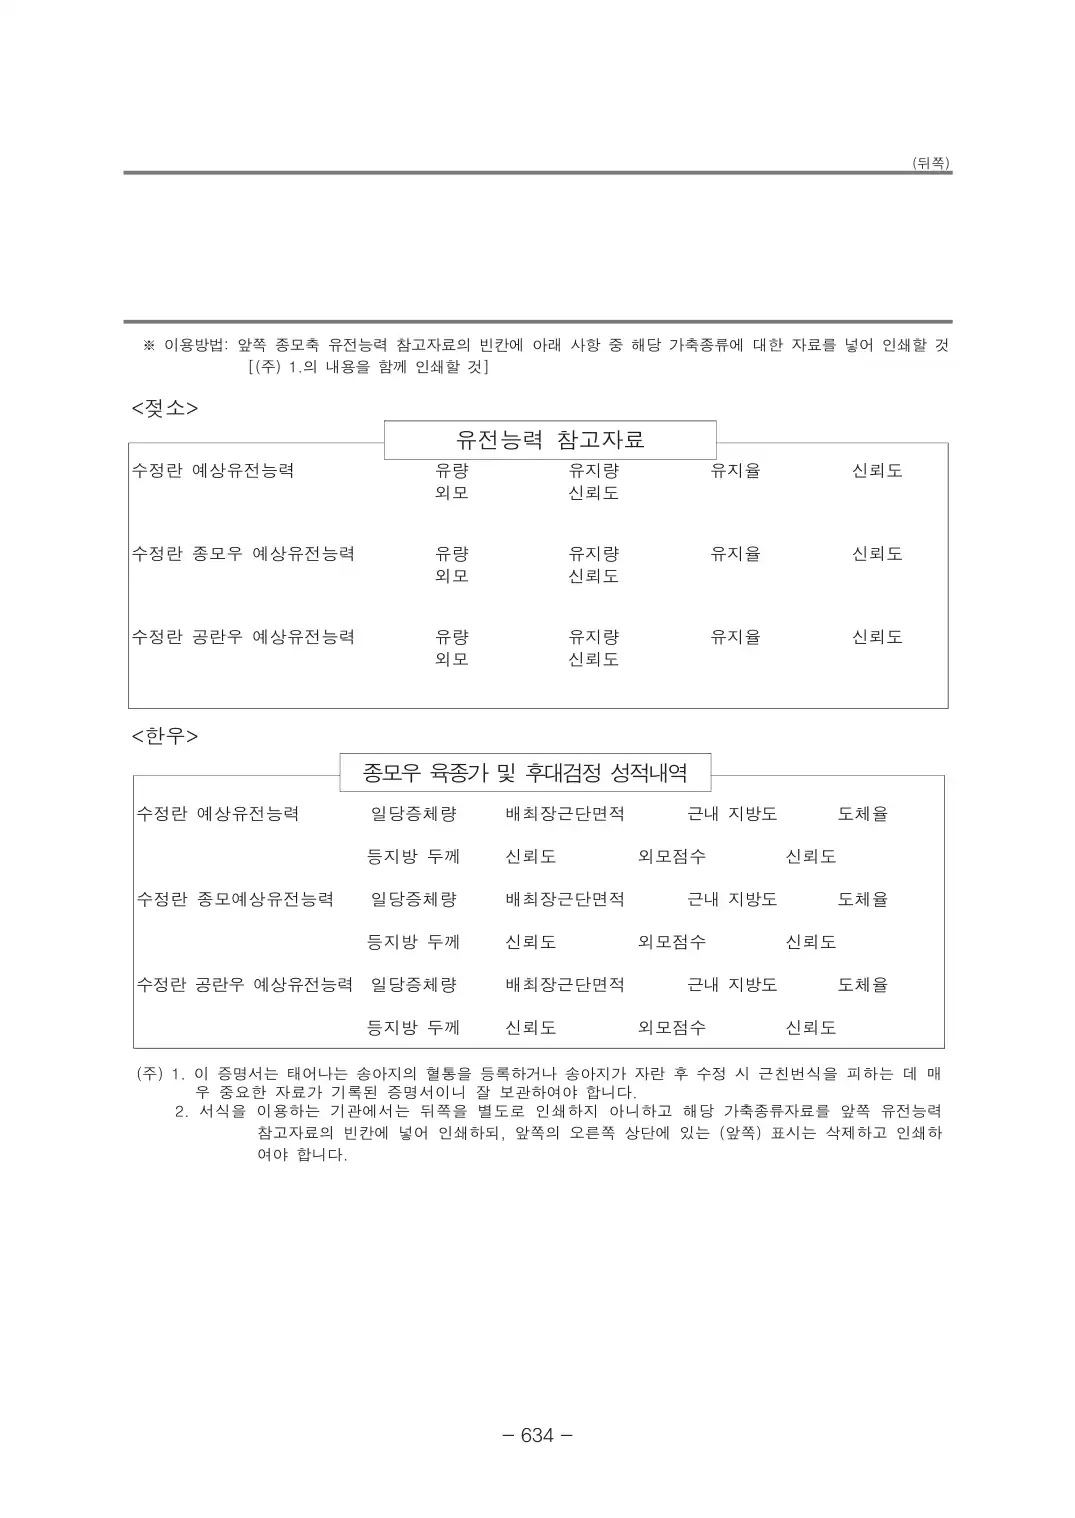 (뒤쪽)
※ 이용방법: 앞쪽 종모축 유전능력 참고자료의 빈칸에 아래 사항 중 해당 가축종류에 대한 자료를 넣어 인쇄할 것
[(주) 1.의 내용을 함께 인쇄할 것]
<젖소>
유전능력 참고자료
수정란 예상유전능력 유량 유지량 유지율 신뢰도
외모 신뢰도
수정란 종모우 예상유전능력 유량 유지량 유지율 신뢰도
외모 신뢰도
수정란 공란우 예상유전능력 유량 유지량 유지율 신뢰도
외모 신뢰도
<한우>
종모우 육종가 및 후대검정 성적내역
수정란 예상유전능력 일당증체량 배최장근단면적 근내 지방도 도체율
등지방 두께 신뢰도 외모점수 신뢰도
수정란 종모예상유전능력 일당증체량 배최장근단면적 근내 지방도 도체율
등지방 두께 신뢰도 외모점수 신뢰도
수정란 공란우 예상유전능력 일당증체량 배최장근단면적 근내 지방도 도체율
등지방 두께 신뢰도 외모점수 신뢰도
(주) 1. 이 증명서는 태어나는 송아지의 혈통을 등록하거나 송아지가 자란 후 수정 시 근친번식을 피하는 데 매
우 중요한 자료가 기록된 증명서이니 잘 보관하여야 합니다.
2. 서식을 이용하는 기관에서는 뒤쪽을 별도로 인쇄하지 아니하고 해당 가축종류자료를 앞쪽 유전능력
참고자료의 빈칸에 넣어 인쇄하되, 앞쪽의 오른쪽 상단에 있는 (앞쪽) 표시는 삭제하고 인쇄하
여야 합니다.
- 634 -